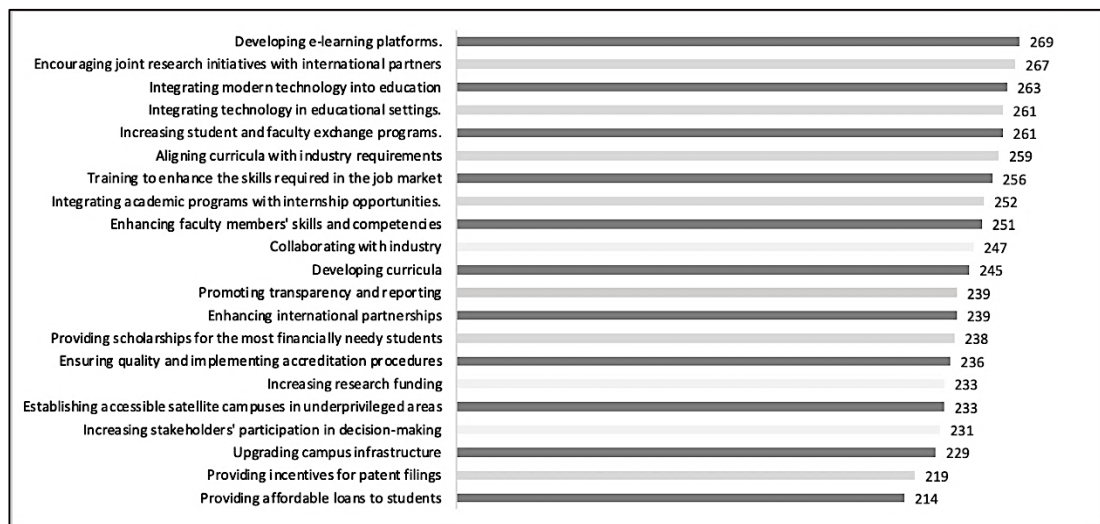 Developing e-learning platforms. 269
Encouraging joint research initiatives with international partners 267
Integrating modern technology into education 263
Integrating technology in educational settings. 261
Increasing student and faculty exchange programs. 261
Aligning curricula with industry requirements 259
Training to enhance the skills required in the job market 256
Integrating academic programs with internship opportunities. 252
Enhancing faculty members' skills and competencies 251
Collaborating with industry 247
Developing curricula 245
Promoting transparency and reporting 239
Enhancing international partnerships 239
Providing scholarships for the most financially needy students 238
Ensuring quality and implementing accreditation procedures 236
Increasing research funding 233
Establishing accessible satellite campuses in underprivileged areas 233
Increasing stakeholders' participation in decision-making 231
Upgrading campus infrastructure 229
Providing incentives for patent filings 219
Providing affordable loans to students 214